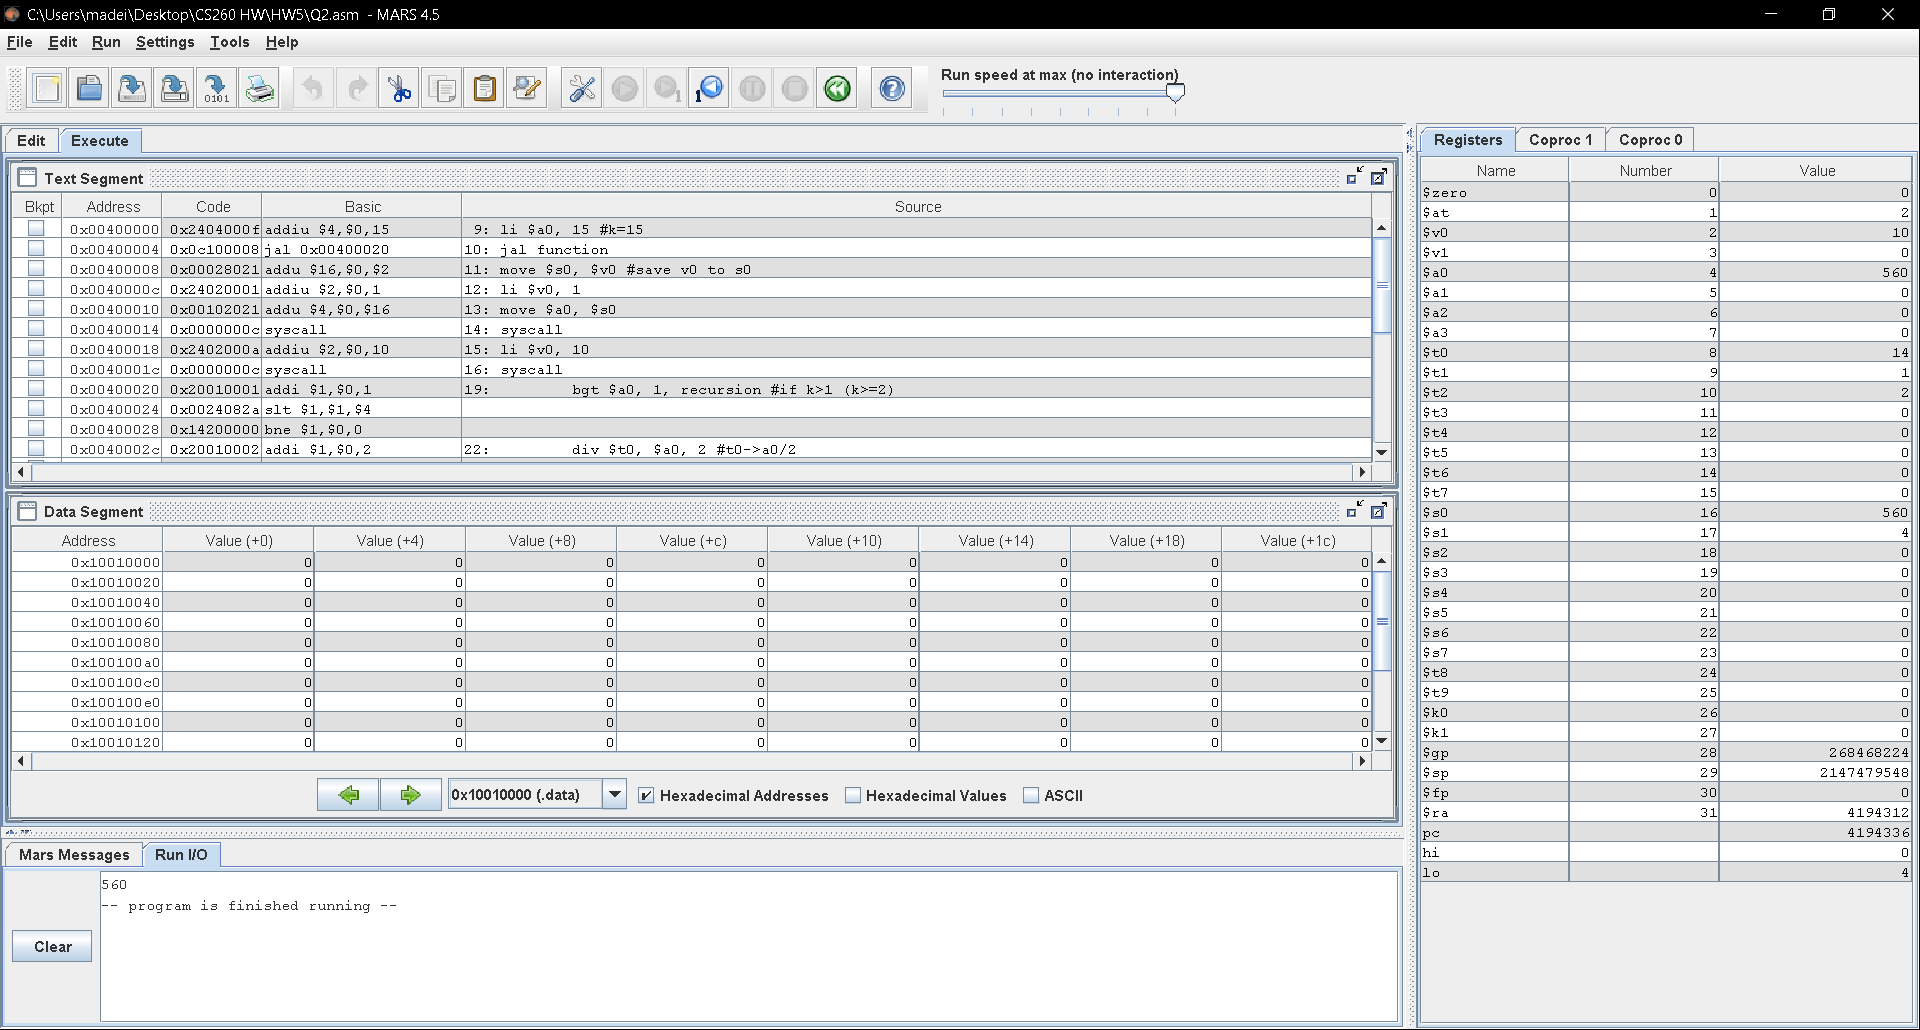 C:\Users\madei\Desktop\CS260 HW\HW5\Q2.asm - MARS 4.5
File Edit Run Settings Tools Help
Run speed at max (no interaction)
Edit Execute
Text Segment
Bkpt Address Code Basic Source
0x00400000 0x2404000f addiu $4,$0,15 9: li $a0, 15 #k=15
0x00400004 0x0c100008 jal 0x00400020 10: jal function
0x00400008 0x00028021 addu $16,$0,$2 11: move $s0, $v0 #save v0 to s0
0x0040000c 0x24020001 addiu $2,$0,1 12: li $v0, 1
0x00400010 0x00102021 addu $4,$0,$16 13: move $a0, $s0
0x00400014 0x0000000c syscall 14: syscall
0x00400018 0x2402000a addiu $2,$0,10 15: li $v0, 10
0x0040001c 0x0000000c syscall 16: syscall
0x00400020 0x20010001 addi $1,$0,1 19: bgt $a0, 1, recursion #if k>1 (k>=2)
0x00400024 0x0024082a slt $1,$1,$4
0x00400028 0x14200000 bne $1,$0,0
0x0040002c 0x20010002 addi $1,$0,2 22: div $t0, $a0, 2 #t0->a0/2
Data Segment
Address Value (+0) Value (+4) Value (+8) Value (+c) Value (+10) Value (+14) Value (+18) Value (+1c)
0x10010000 0 0 0 0 0 0 0 0
0x10010020 0 0 0 0 0 0 0 0
0x10010040 0 0 0 0 0 0 0 0
0x10010060 0 0 0 0 0 0 0 0
0x10010080 0 0 0 0 0 0 0 0
0x100100a0 0 0 0 0 0 0 0 0
0x100100c0 0 0 0 0 0 0 0 0
0x100100e0 0 0 0 0 0 0 0 0
0x10010100 0 0 0 0 0 0 0 0
0x10010120 0 0 0 0 0 0 0 0
0x10010000 (.data) Hexadecimal Addresses Hexadecimal Values ASCII
Mars Messages Run I/O
560
-- program is finished running --
Clear
Registers Coproc 1 Coproc 0
Name Number Value
$zero 0 0
$at 1 2
$v0 2 10
$v1 3 0
$a0 4 560
$a1 5 0
$a2 6 0
$a3 7 0
$t0 8 14
$t1 9 1
$t2 10 2
$t3 11 0
$t4 12 0
$t5 13 0
$t6 14 0
$t7 15 0
$s0 16 560
$s1 17 4
$s2 18 0
$s3 19 0
$s4 20 0
$s5 21 0
$s6 22 0
$s7 23 0
$t8 24 0
$t9 25 0
$k0 26 0
$k1 27 0
$gp 28 268468224
$sp 29 2147479548
$fp 30 0
$ra 31 4194312
pc 4194336
hi 0
lo 4